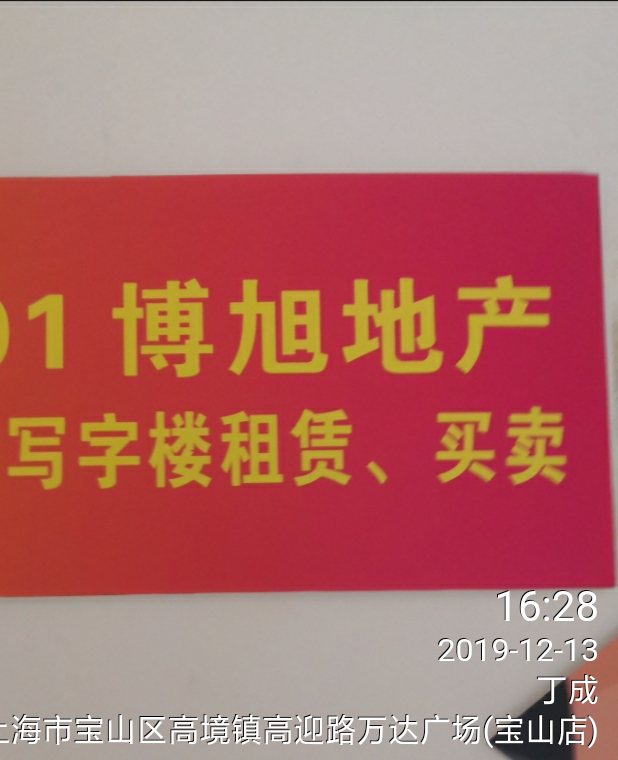 01 博旭地产
写字楼租赁、买卖
16:28
2019-12-13
丁成
上海市宝山区高境镇高迎路万达广场(宝山店)